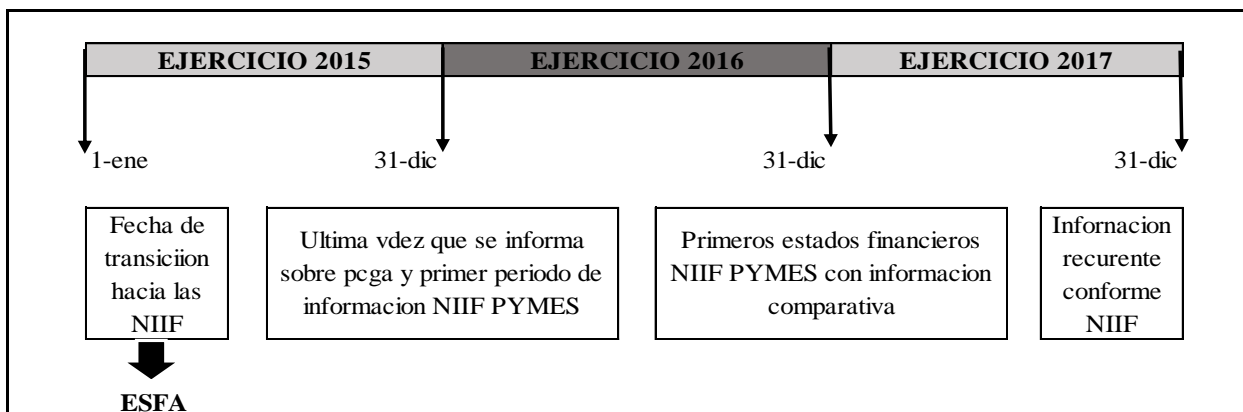 EJERCICIO 2015
EJERCICIO 2016
EJERCICIO 2017
1-ene
31-dic
31-dic
31-dic
Fecha de
transiciion
hacia las
NIIF
Ultima vdez que se informa
sobre pcga y primer periodo de
informacion NIIF PYMES
Primeros estados financieros
NIIF PYMES con informacion
comparativa
Infornacion
recurente
conforme
NIIF
ESFA